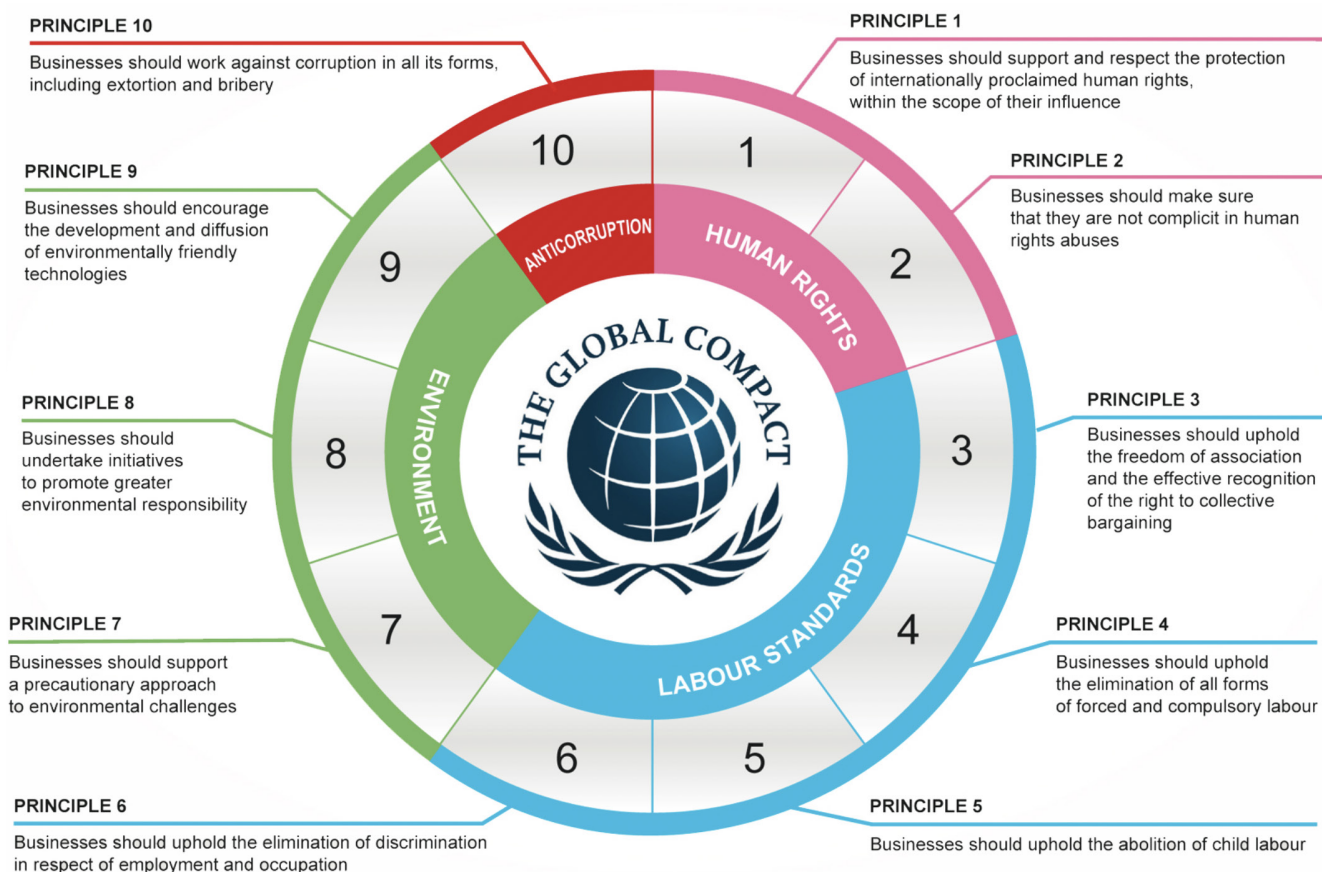 PRINCIPLE 10
Businesses should work against corruption in all its forms,
including extortion and bribery
PRINCIPLE 1
Businesses should support and respect the protection
of internationally proclaimed human rights,
within the scope of their influence
PRINCIPLE 9
Businesses should encourage
the development and diffusion
of environmentally friendly
technologies
PRINCIPLE 2
Businesses should make sure
that they are not complicit in human
rights abuses
PRINCIPLE 8
Businesses should
undertake initiatives
to promote greater
environmental responsibility
PRINCIPLE 3
Businesses should uphold
the freedom of association
and the effective recognition
of the right to collective
bargaining
PRINCIPLE 7
Businesses should support
a precautionary approach
to environmental challenges
PRINCIPLE 4
Businesses should uphold
the elimination of all forms
of forced and compulsory labour
PRINCIPLE 6
Businesses should uphold the elimination of discrimination
in respect of employment and occupation
PRINCIPLE 5
Businesses should uphold the abolition of child labour
10
1
2
3
4
5
6
7
8
9
ANTICORRUPTION
HUMAN RIGHTS
LABOUR STANDARDS
ENVIRONMENT
THE GLOBAL COMPACT